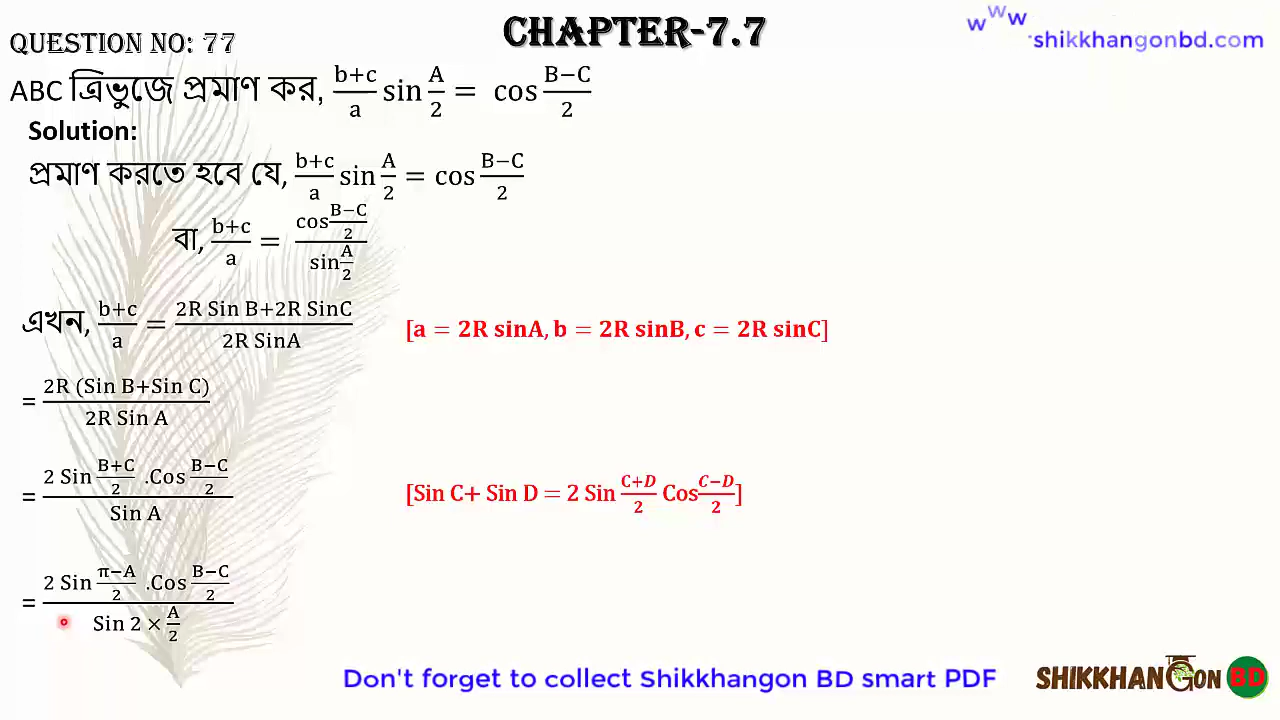 CHAPTER-7.7
www.shikkhangonbd.com
QUESTION NO: 77
ABC ত্রিভুজে প্রমাণ কর, (b+c)/a sin A/2 = cos (B−C)/2
Solution:
প্রমাণ করতে হবে যে, (b+c)/a sin A/2 = cos (B−C)/2
বা, (b+c)/a = (cos (B−C)/2)/(sin A/2)
এখন, (b+c)/a = (2R Sin B+2R SinC)/(2R SinA) [a = 2R sinA, b = 2R sinB, c = 2R sinC]
= (2R (Sin B+Sin C))/(2R Sin A)
= (2 Sin (B+C)/2 .Cos (B−C)/2)/(Sin A) [Sin C+ Sin D = 2 Sin (C+D)/2 Cos (C−D)/2]
= (2 Sin (π−A)/2 .Cos (B−C)/2)/(Sin 2 × A/2)
Don't forget to collect Shikkhangon BD smart PDF
SHIKKHANGON BD